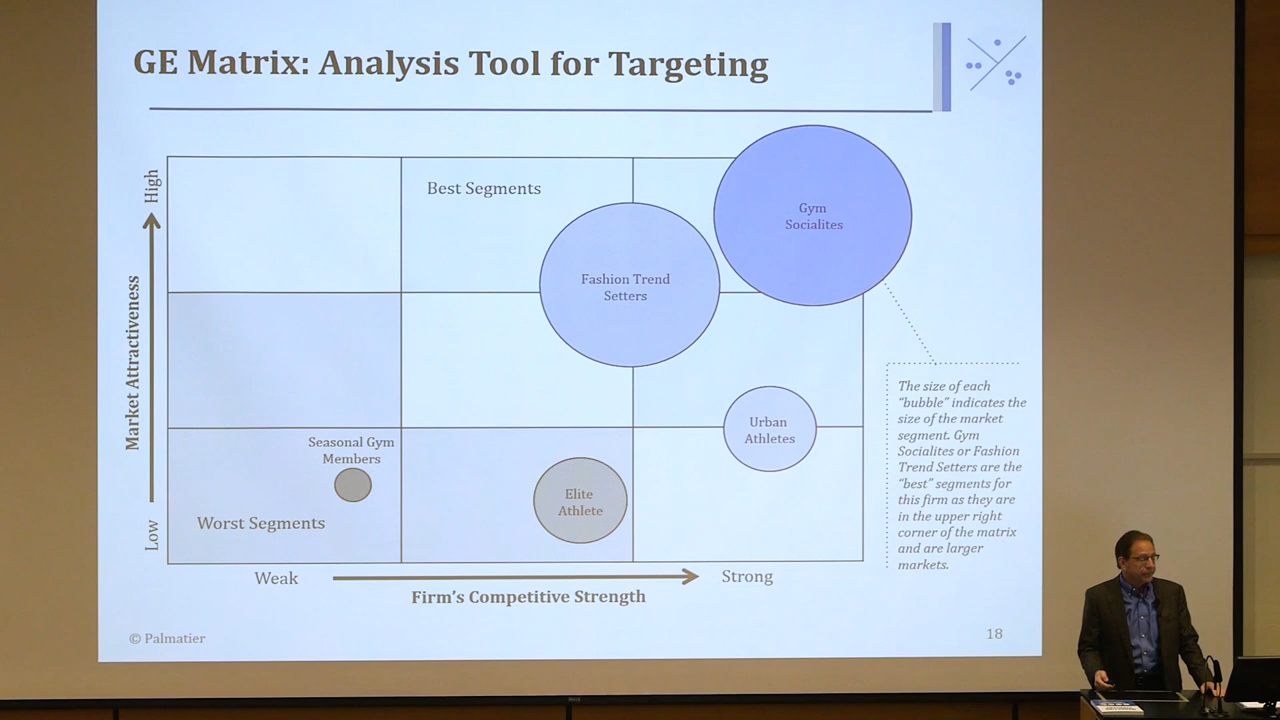 GE Matrix: Analysis Tool for Targeting
High
Market Attractiveness
Low
Best Segments
Gym
Socialites
Fashion Trend
Setters
Urban
Athletes
Seasonal Gym
Members
Elite
Athlete
Worst Segments
The size of each
“bubble” indicates the
size of the market
segment. Gym
Socialites or Fashion
Trend Setters are the
“best” segments for
this firm as they are
in the upper right
corner of the matrix
and are larger
markets.
Weak
Strong
Firm’s Competitive Strength
© Palmatier
18